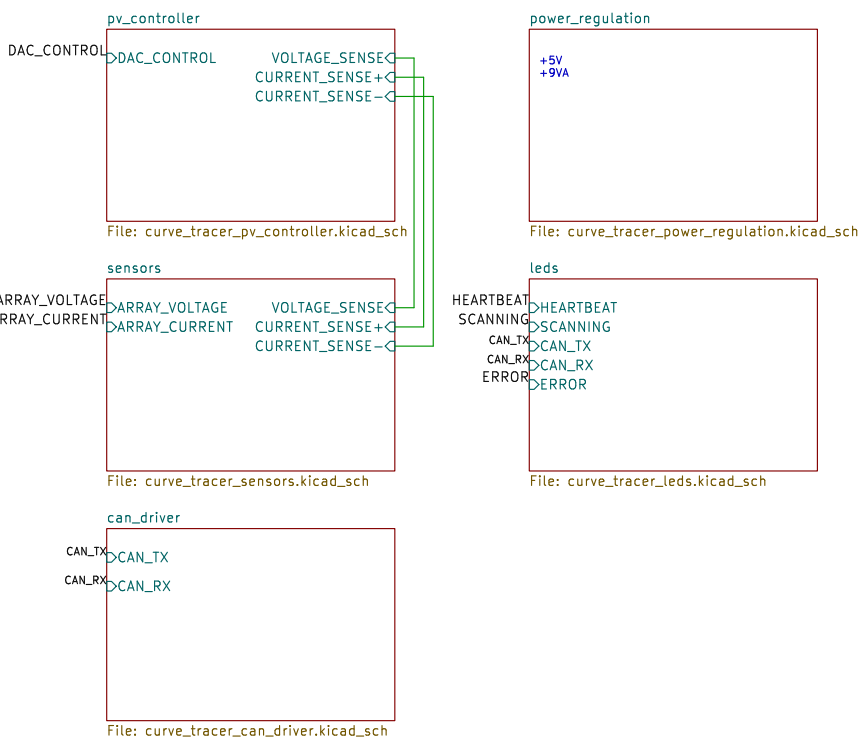 pv_controller
DAC_CONTROL
DAC_CONTROL
VOLTAGE_SENSE
CURRENT_SENSE+
CURRENT_SENSE-
File: curve_tracer_pv_controller.kicad_sch
power_regulation
+5V
+9VA
File: curve_tracer_power_regulation.kicad_sch
sensors
ARRAY_VOLTAGE
RRAY_CURRENT
ARRAY_VOLTAGE
ARRAY_CURRENT
VOLTAGE_SENSE
CURRENT_SENSE+
CURRENT_SENSE-
File: curve_tracer_sensors.kicad_sch
leds
HEARTBEAT
SCANNING
CAN_TX
CAN_RX
ERROR
HEARTBEAT
SCANNING
CAN_TX
CAN_RX
ERROR
File: curve_tracer_leds.kicad_sch
can_driver
CAN_TX
CAN_RX
CAN_TX
CAN_RX
File: curve_tracer_can_driver.kicad_sch